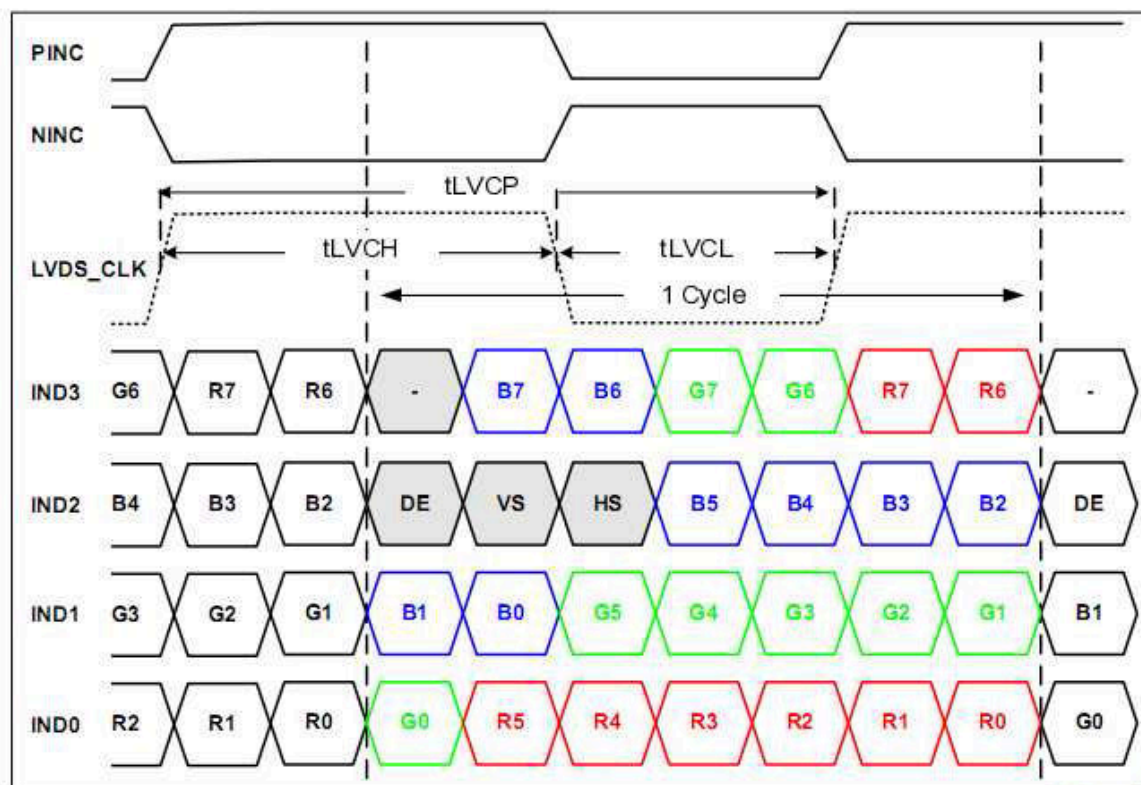 PINC
NINC
tLVCP
LVDS_CLK tLVCH tLVCL
1 Cycle
IND3 G6 R7 R6 - B7 B6 G7 G6 R7 R6 -
IND2 B4 B3 B2 DE VS HS B5 B4 B3 B2 DE
IND1 G3 G2 G1 B1 B0 G5 G4 G3 G2 G1 B1
IND0 R2 R1 R0 G0 R5 R4 R3 R2 R1 R0 G0